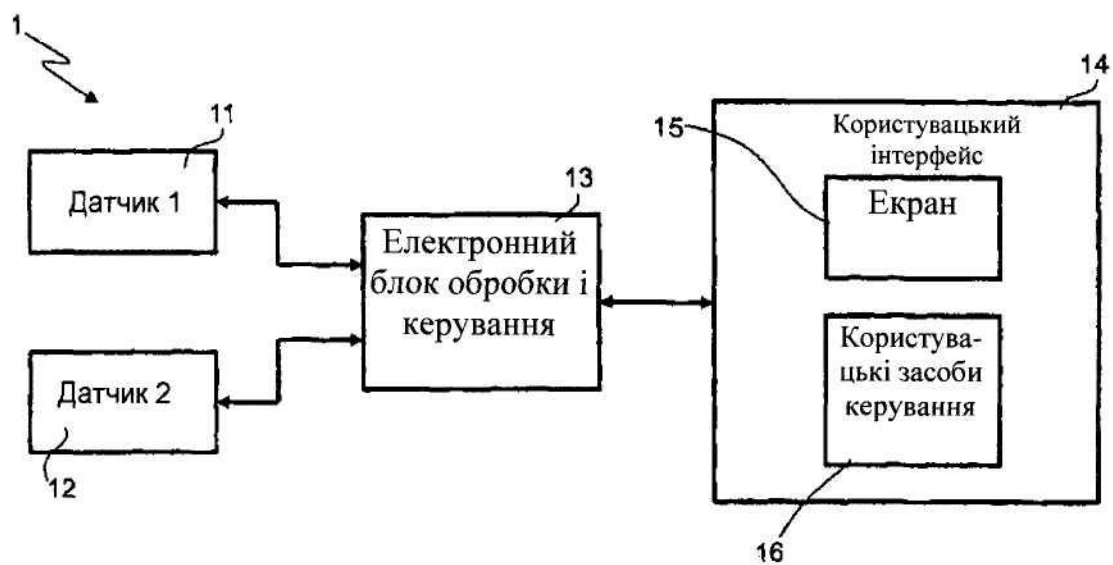 1
11
Датчик 1
Датчик 2
12
13
Електронний
блок обробки і
керування
14
Користувацький
інтерфейс
15
Екран
Користува-
цькі засоби
керування
16